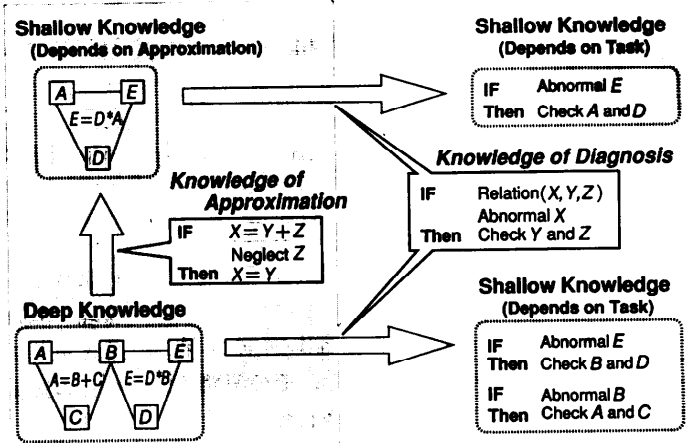 Shallow Knowledge
(Depends on Approximation)
A
E
E=D*A
D
Shallow Knowledge
(Depends on Task)
IF Abnormal E
Then Check A and D
Knowledge of
Approximation
IF X=Y+Z
Neglect Z
Then X=Y
Knowledge of Diagnosis
IF Relation(X,Y,Z)
Abnormal X
Then Check Y and Z
Deep Knowledge
A
B
E
A=B+C
E=D*B
C
D
Shallow Knowledge
(Depends on Task)
IF Abnormal E
Then Check B and D
IF Abnormal B
Then Check A and C